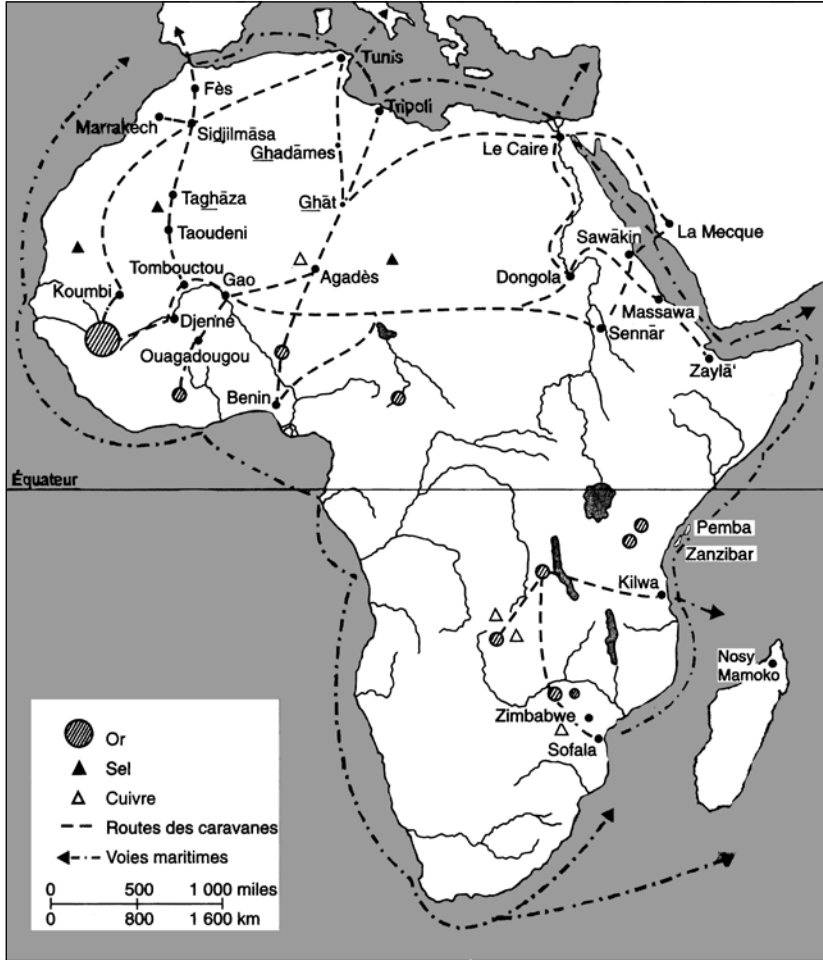 Tunis
Fès
Tripoli
Marrakech
Sidjilmāsa
Le Caire
Ghadāmes
Taghāza
Ghāt
La Mecque
Taoudeni
Sawākin
Tombouctou
Gao
Agadès
Dongola
Koumbi
Massawa
Djenné
Sennār
Ouagadougou
Zaylā‘
Benin
Équateur
Pemba
Zanzibar
Kilwa
Nosy
Mamoko
Zimbabwe
Sofala
Or
Sel
Cuivre
Routes des caravanes
Voies maritimes
0 500 1 000 miles
0 800 1 600 km